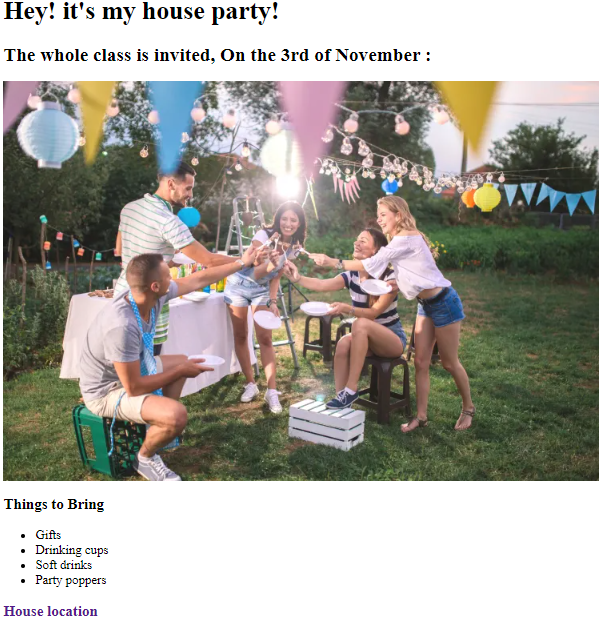 Hey! it's my house party!
The whole class is invited, On the 3rd of November :
Things to Bring
Gifts
Drinking cups
Soft drinks
Party poppers
House location